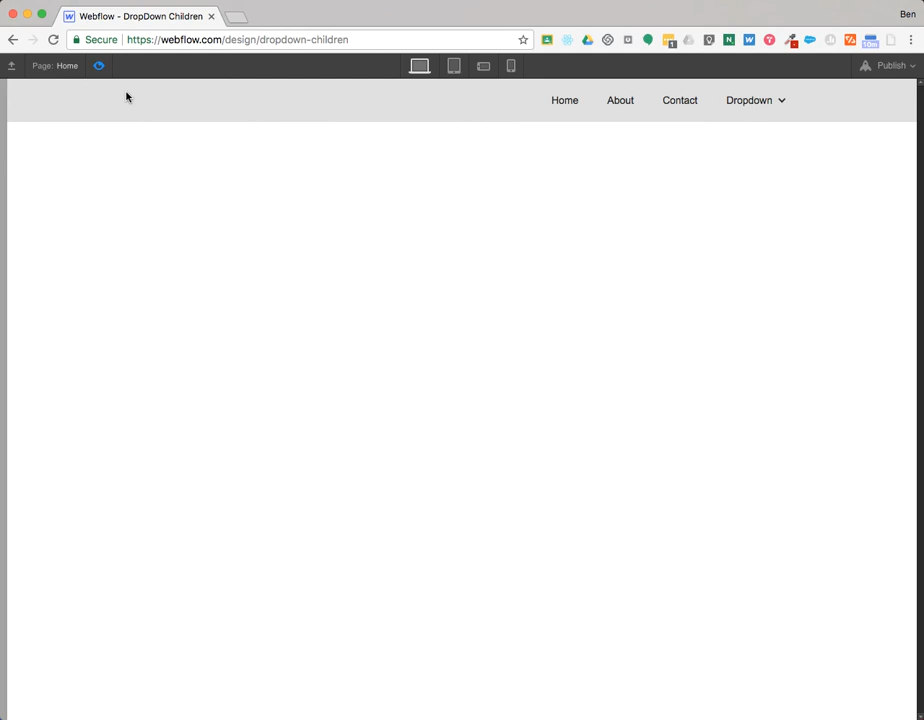 Webflow - DropDown Children
Ben
Secure
https://webflow.com/design/dropdown-children
Page: Home
Publish
Home
About
Contact
Dropdown